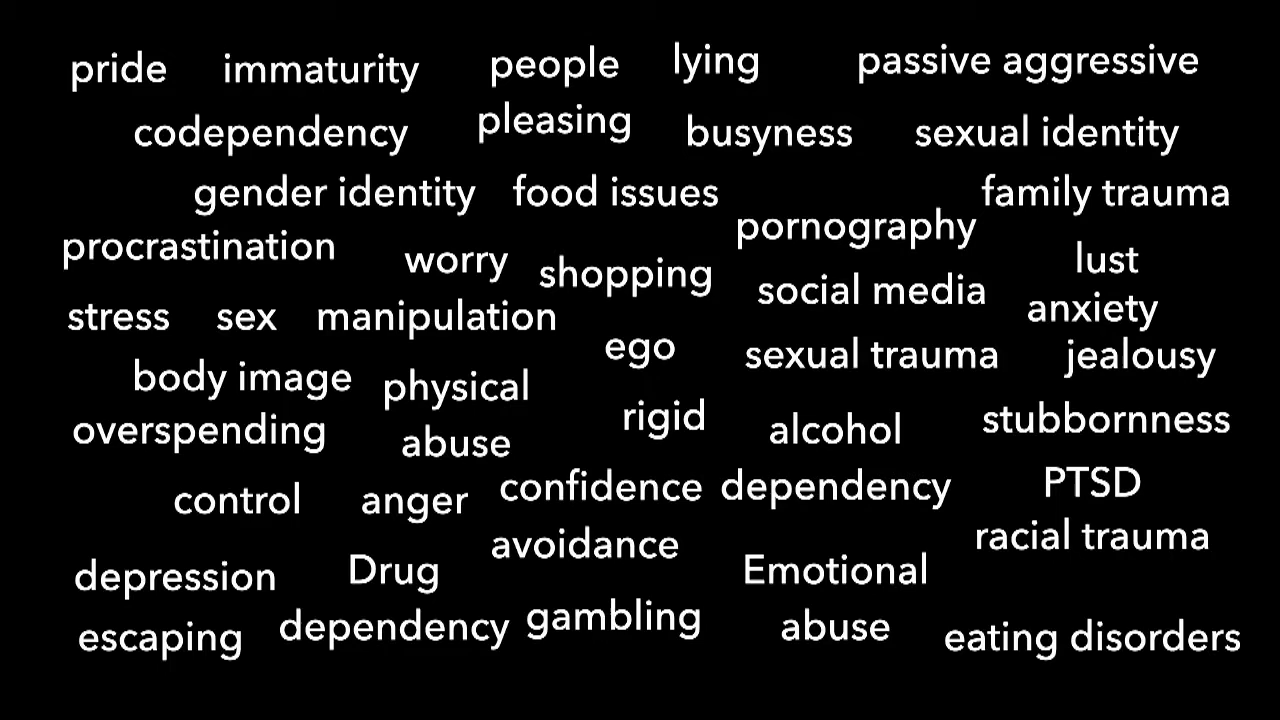 pride immaturity people lying passive aggressive
codependency pleasing busyness sexual identity
gender identity food issues family trauma
procrastination worry shopping pornography lust
stress sex manipulation social media anxiety
ego sexual trauma jealousy
body image physical
overspending abuse rigid alcohol stubbornness
control anger confidence dependency PTSD
avoidance racial trauma
depression Drug Emotional
escaping dependency gambling abuse eating disorders